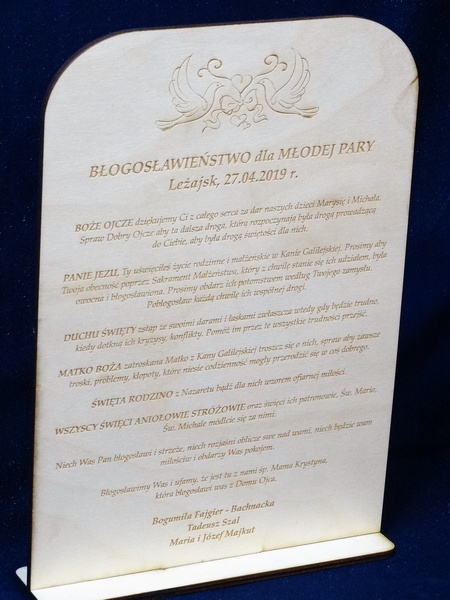 BŁOGOSŁAWIEŃSTWO dla MŁODEJ PARY
Leżajsk, 27.04.2019 r.
BOŻE OJCZE dziękujemy Ci z całego serca za dar naszych dzieci Marysię i Michała.
Spraw Dobry Ojcze aby ta dalsza droga, którą rozpoczynają była drogą prowadzącą
do Ciebie, aby była drogą świętości dla nich.
PANIE JEZU, Ty uświęciłeś życie rodzinne i małżeńskie w Kanie Galilejskiej. Prosimy aby
Twoja obecność poprzez Sakrament Małżeństwa, który z chwilę stanie się ich udziałem, była
owocna i błogosławiona. Prosimy obdarz ich potomstwem według Twojego zamysłu.
Pobłogosław każdą chwilę ich wspólnej drogi.
DUCHU ŚWIĘTY zstąp ze swoimi darami i łaskami zwłaszcza wtedy gdy będzie trudno,
kiedy dotkną ich kryzysy, konflikty. Pomóż im przez te wszystkie trudności przejść.
MATKO BOŻA zatroskana Matko z Kany Galilejskiej troszcz się o nich, spraw aby zawsze
troski, problemy, kłopoty, które niesie codzienność mogły przerodzić się w coś dobrego.
ŚWIĘTA RODZINO z Nazaretu bądź dla nich wzorem ofiarnej miłości.
WSZYSCY ŚWIĘCI ANIOŁOWIE STRÓŻOWIE oraz święci ich patronowie, Św. Mario,
Św. Michale módlcie się za nimi.
Niech Was Pan błogosławi i strzeże, niech rozjaśni oblicze swe nad wami, niech będzie wam
miłościw i obdarzy Was pokojem.
Błogosławimy Was i ufamy, że jest tu z nami śp. Mama Krystyna,
która błogosławi was z Domu Ojca.
Bogumiła Fajgier - Bachnacka
Tadeusz Szal
Maria i Józef Majkut